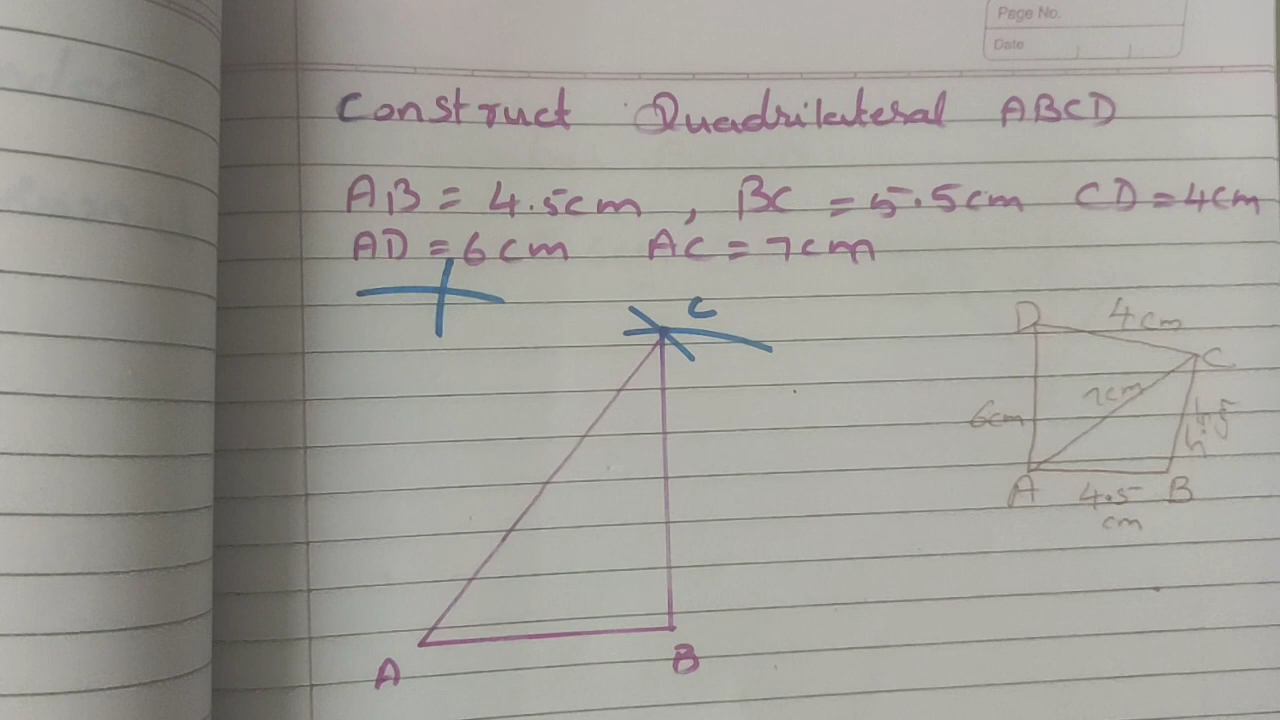 Page No.
Date
Construct Quadrilateral ABCD
AB = 4.5cm , BC = 5.5cm CD = 4cm
AD = 6cm AC = 7cm
C
D 4cm
C
7cm
6cm
5.5
A 4.5 B
cm
A B